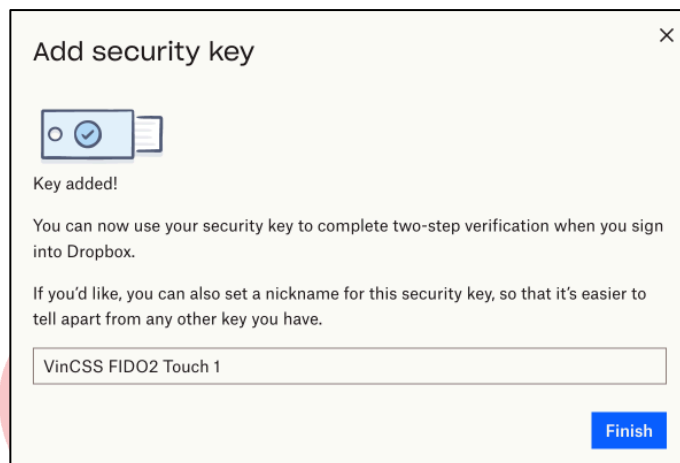 Add security key
Key added!
You can now use your security key to complete two-step verification when you sign
into Dropbox.
If you'd like, you can also set a nickname for this security key, so that it's easier to
tell apart from any other key you have.
VinCSS FIDO2 Touch 1
Finish